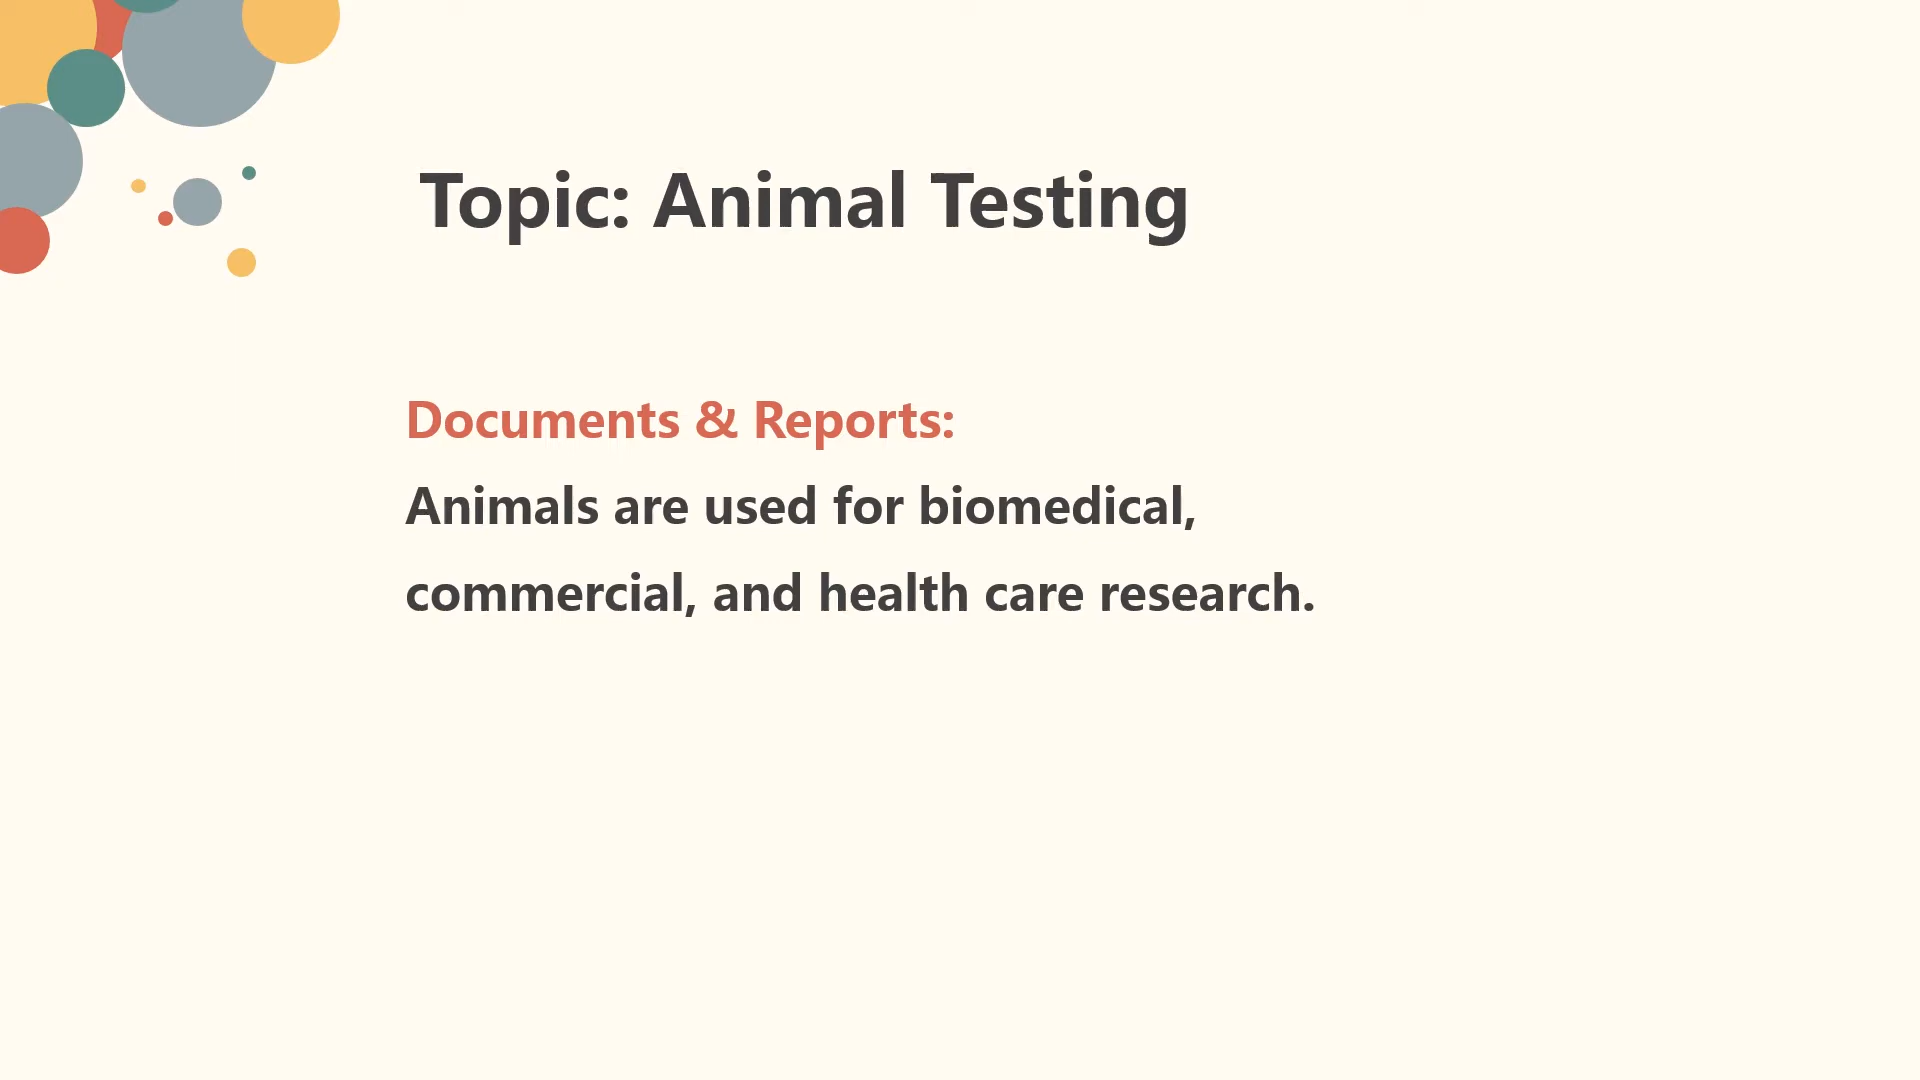 Topic: Animal Testing
Documents & Reports:
Animals are used for biomedical,
commercial, and health care research.